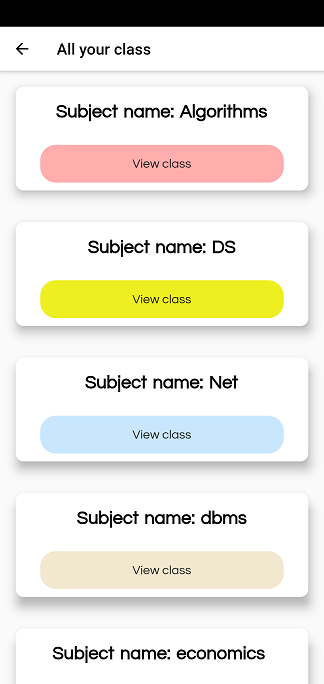 All your class
Subject name: Algorithms
View class
Subject name: DS
View class
Subject name: Net
View class
Subject name: dbms
View class
Subject name: economics